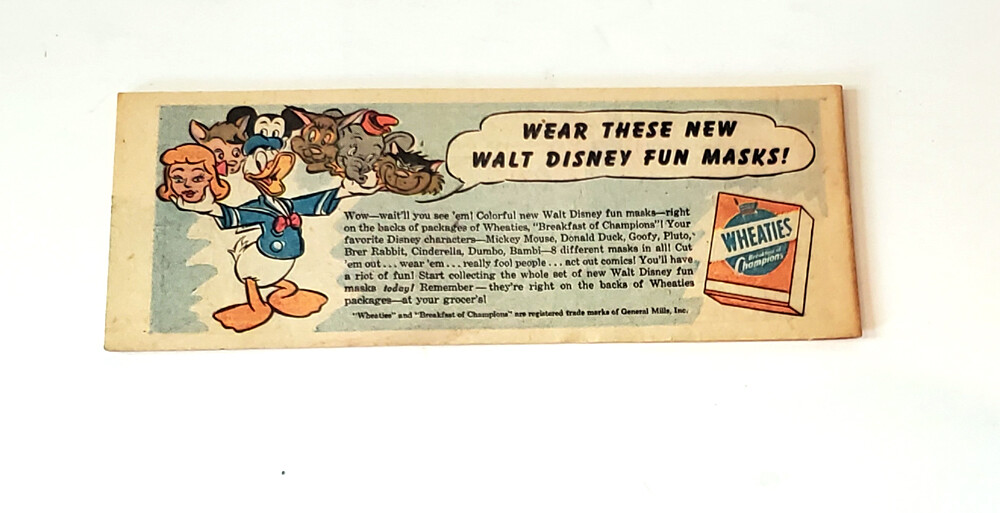 WEAR THESE NEW
WALT DISNEY FUN MASKS!
Wow—wait'll you see 'em! Colorful new Walt Disney fun masks—right
on the backs of packages of Wheaties, "Breakfast of Champions"! Your
favorite Disney characters—Mickey Mouse, Donald Duck, Goofy, Pluto,
Brer Rabbit, Cinderella, Dumbo, Bambi—8 different masks in all! Cut
'em out...wear 'em...really fool people...act out comics! You'll have
a riot of fun! Start collecting the whole set of new Walt Disney fun
masks today! Remember—they're right on the backs of Wheaties
packages—at your grocer's!
"Wheaties" and "Breakfast of Champions" are registered trade marks of General Mills, Inc.
WHEATIES
Breakfast of
Champions